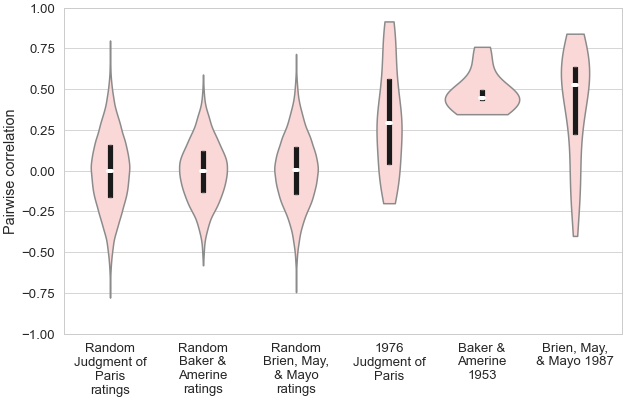 1.00
0.75
0.50
0.25
0.00
−0.25
−0.50
−0.75
−1.00
Pairwise correlation
Random
Judgment of
Paris
ratings
Random
Baker &
Amerine
ratings
Random
Brien, May,
& Mayo
ratings
1976
Judgment of
Paris
Baker &
Amerine
1953
Brien, May,
& Mayo 1987